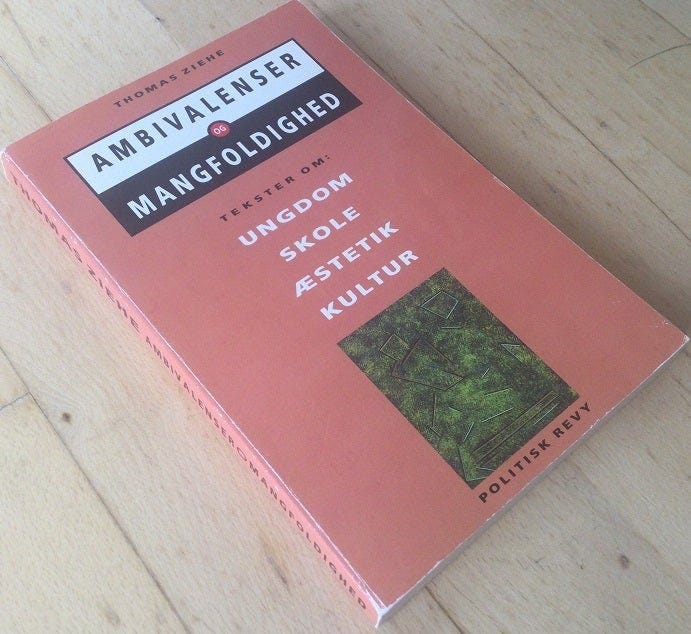 THOMAS ZIEHE
AMBIVALENSER
OG
MANGFOLDIGHED
TEKSTER OM:
UNGDOM
SKOLE
ÆSTETIK
KULTUR
POLITISK REVY
THOMAS ZIEHE AMBIVALENSER OG MANGFOLDIGHED